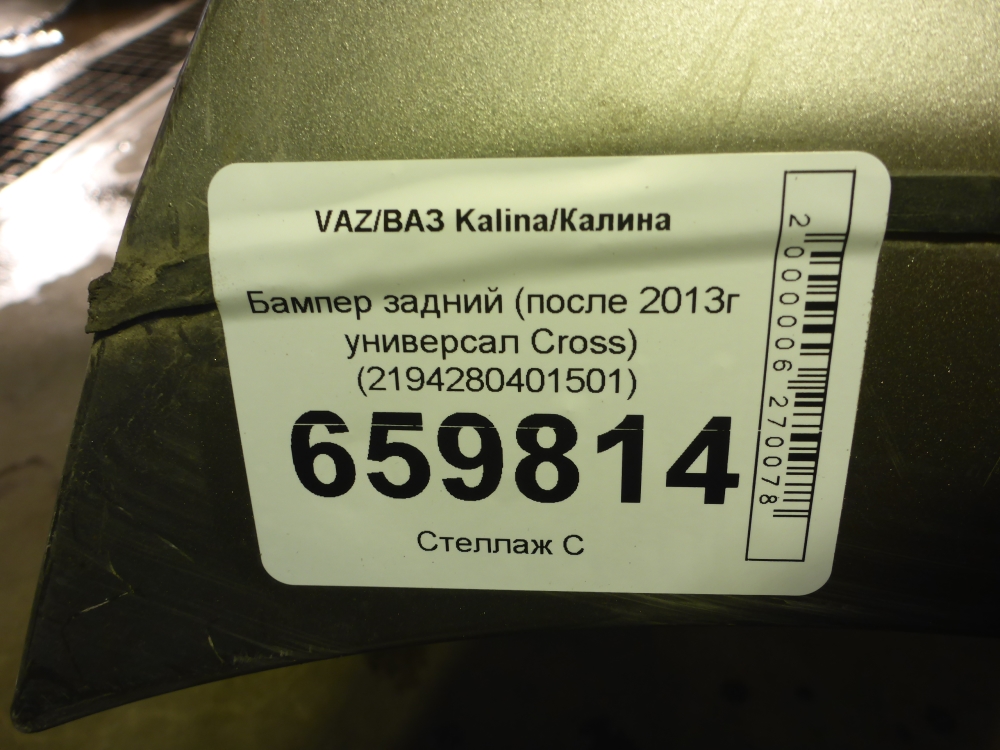 VAZ/ВАЗ Kalina/Калина
Бампер задний (после 2013г
универсал Cross)
(2194280401501)
659814
Стеллаж С
2000006270078